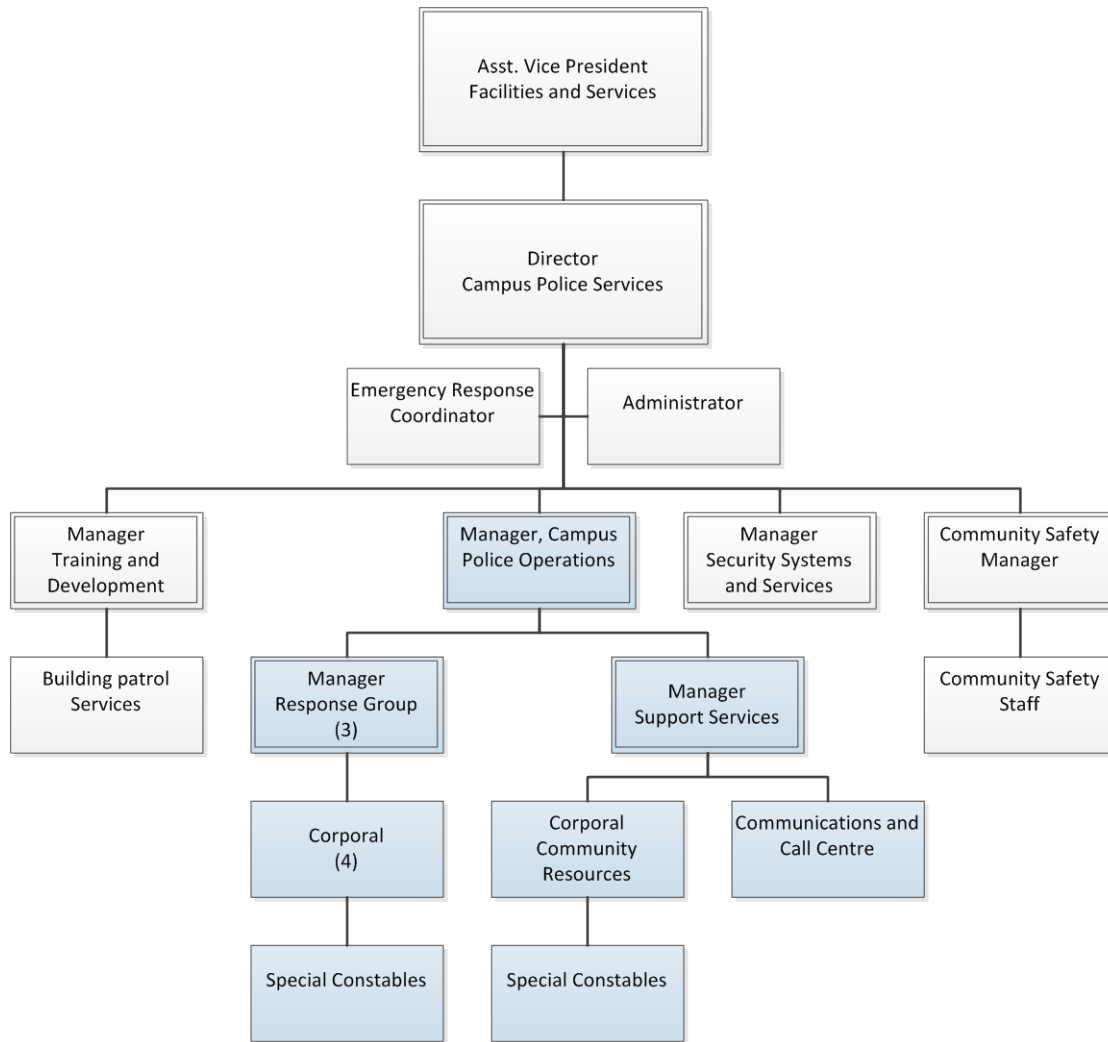 Asst. Vice President
Facilities and Services
Director
Campus Police Services
Emergency Response
Coordinator
Administrator
Manager
Training and
Development
Manager, Campus
Police Operations
Manager
Security Systems
and Services
Community Safety
Manager
Building patrol
Services
Manager
Response Group
(3)
Manager
Support Services
Community Safety
Staff
Corporal
(4)
Corporal
Community
Resources
Communications and
Call Centre
Special Constables
Special Constables